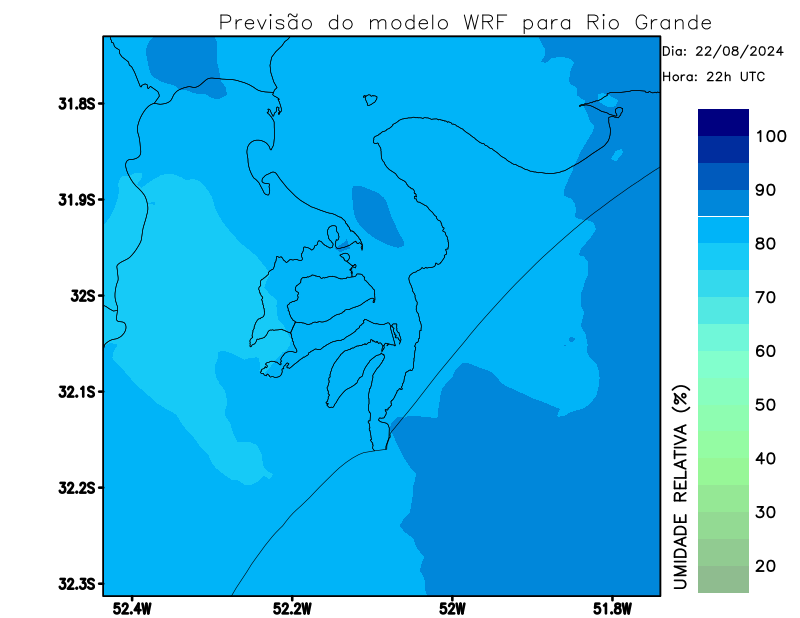 Previsão do modelo WRF para Rio Grande
Dia: 22/08/2024
Hora: 22h UTC
31.8S
31.9S
32S
32.1S
32.2S
32.3S
52.4W
52.2W
52W
51.8W
UMIDADE RELATIVA (%)
100
90
80
70
60
50
40
30
20